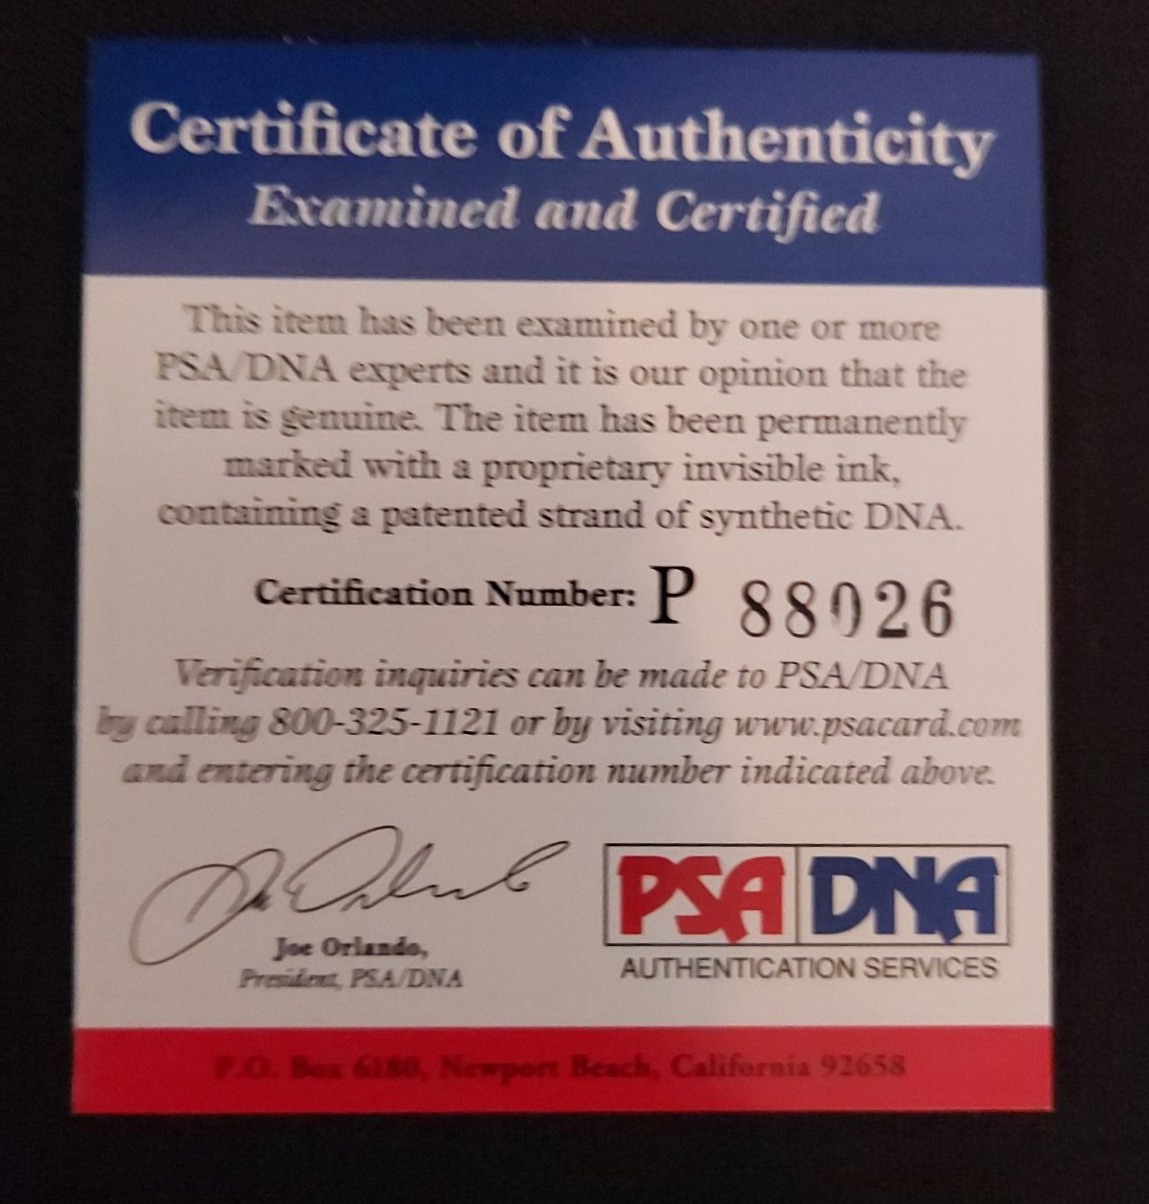 Certificate of Authenticity
Examined and Certified
This item has been examined by one or more
PSA/DNA experts and it is our opinion that the
item is genuine. The item has been permanently
marked with a proprietary invisible ink,
containing a patented strand of synthetic DNA.
Certification Number: P 88026
Verification inquiries can be made to PSA/DNA
by calling 800-325-1121 or by visiting www.psacard.com
and entering the certification number indicated above.
Joe Orlando,
President, PSA/DNA
PSA DNA
AUTHENTICATION SERVICES
P.O. Box 6180, Newport Beach, California 92658